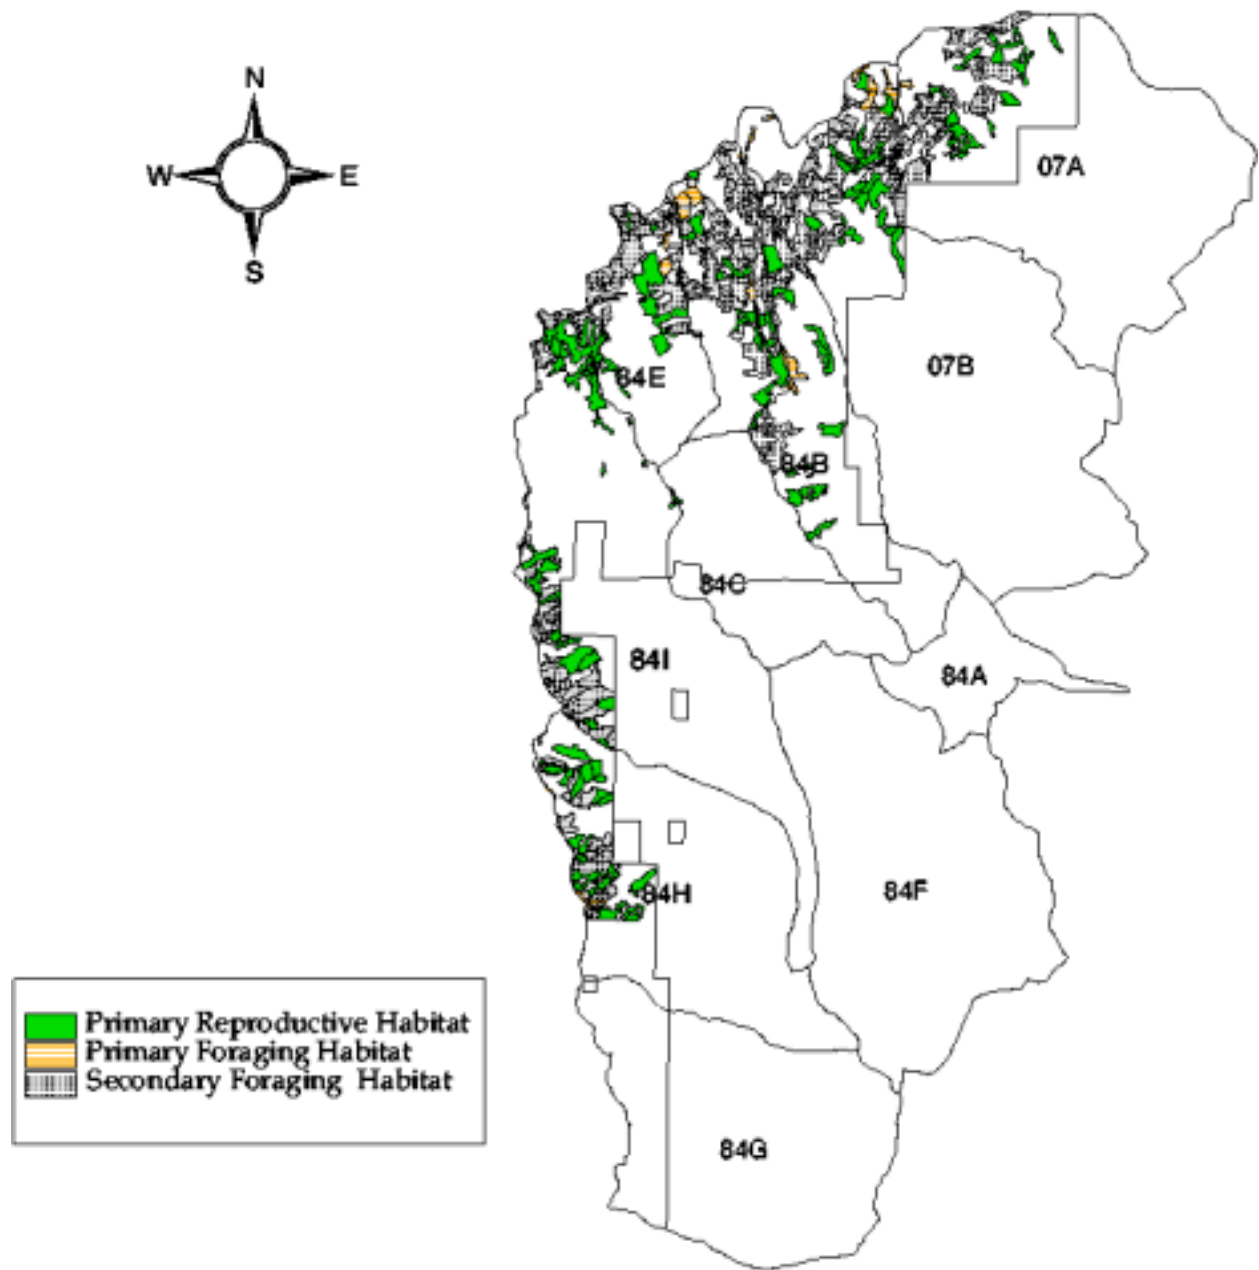 N
W E
S
07A
07B
84E
84B
84C
84I
84A
84H
84F
Primary Reproductive Habitat
Primary Foraging Habitat
Secondary Foraging Habitat
84G